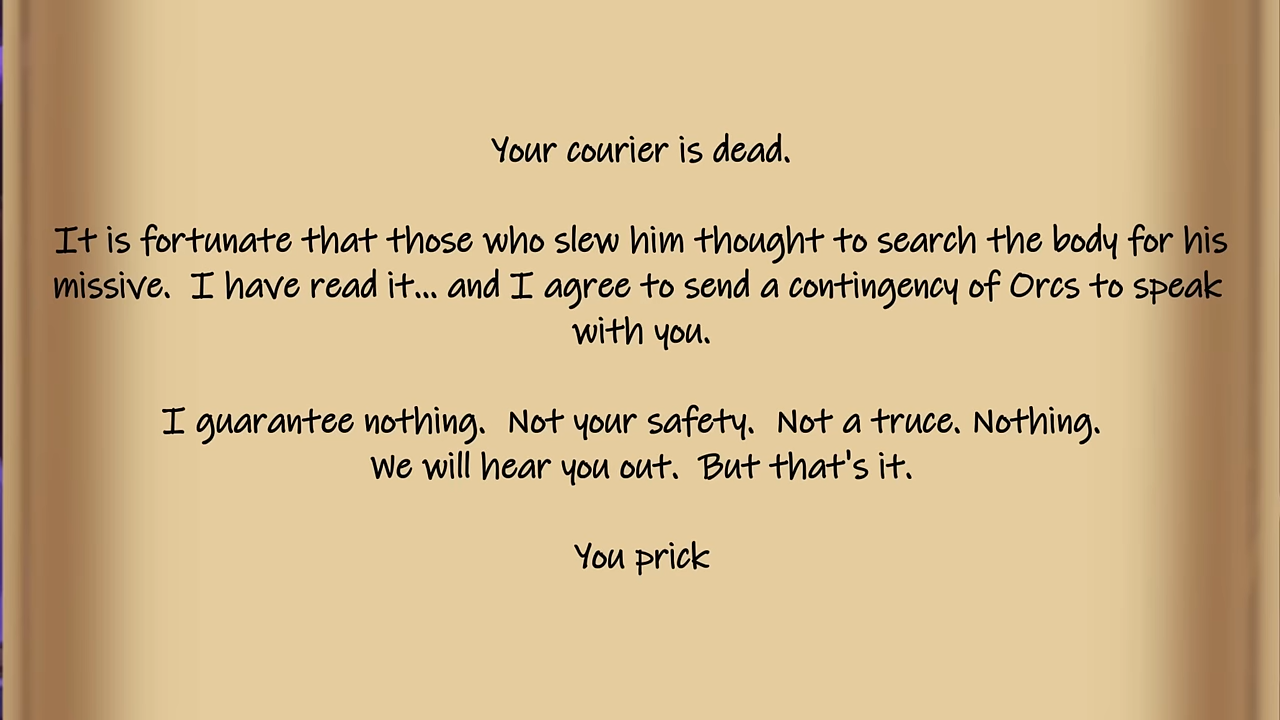 Your courier is dead.
It is fortunate that those who slew him thought to search the body for his
missive.  I have read it... and I agree to send a contingency of Orcs to speak
with you.
I guarantee nothing.  Not your safety.  Not a truce. Nothing.
We will hear you out.  But that's it.
You prick